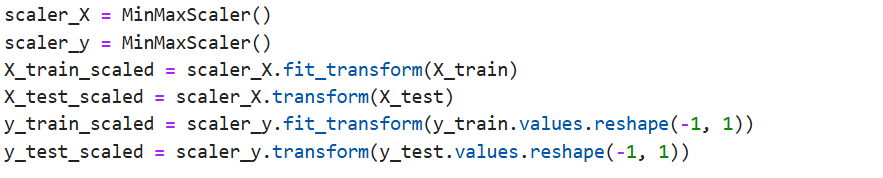 scaler_X = MinMaxScaler()
scaler_y = MinMaxScaler()
X_train_scaled = scaler_X.fit_transform(X_train)
X_test_scaled = scaler_X.transform(X_test)
y_train_scaled = scaler_y.fit_transform(y_train.values.reshape(-1, 1))
y_test_scaled = scaler_y.transform(y_test.values.reshape(-1, 1))